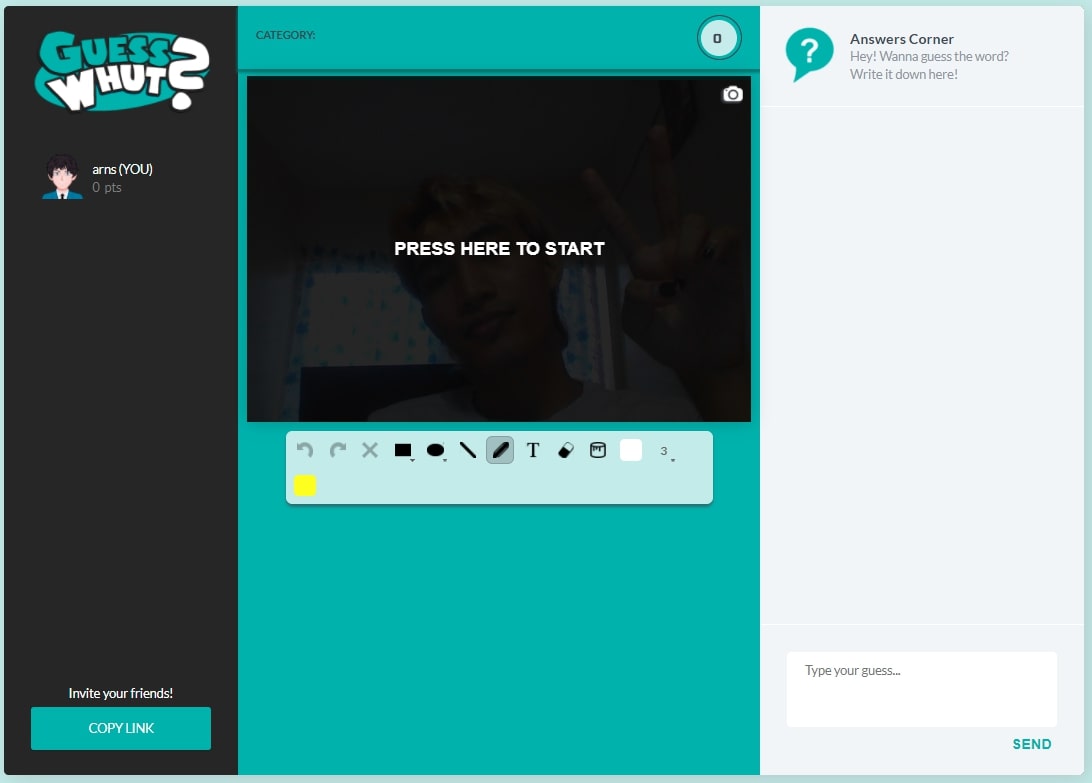 GUESS
WHUT?
arns (YOU)
0 pts
Invite your friends!
COPY LINK
CATEGORY:
0
PRESS HERE TO START
T
3
?
Answers Corner
Hey! Wanna guess the word?
Write it down here!
Type your guess...
SEND